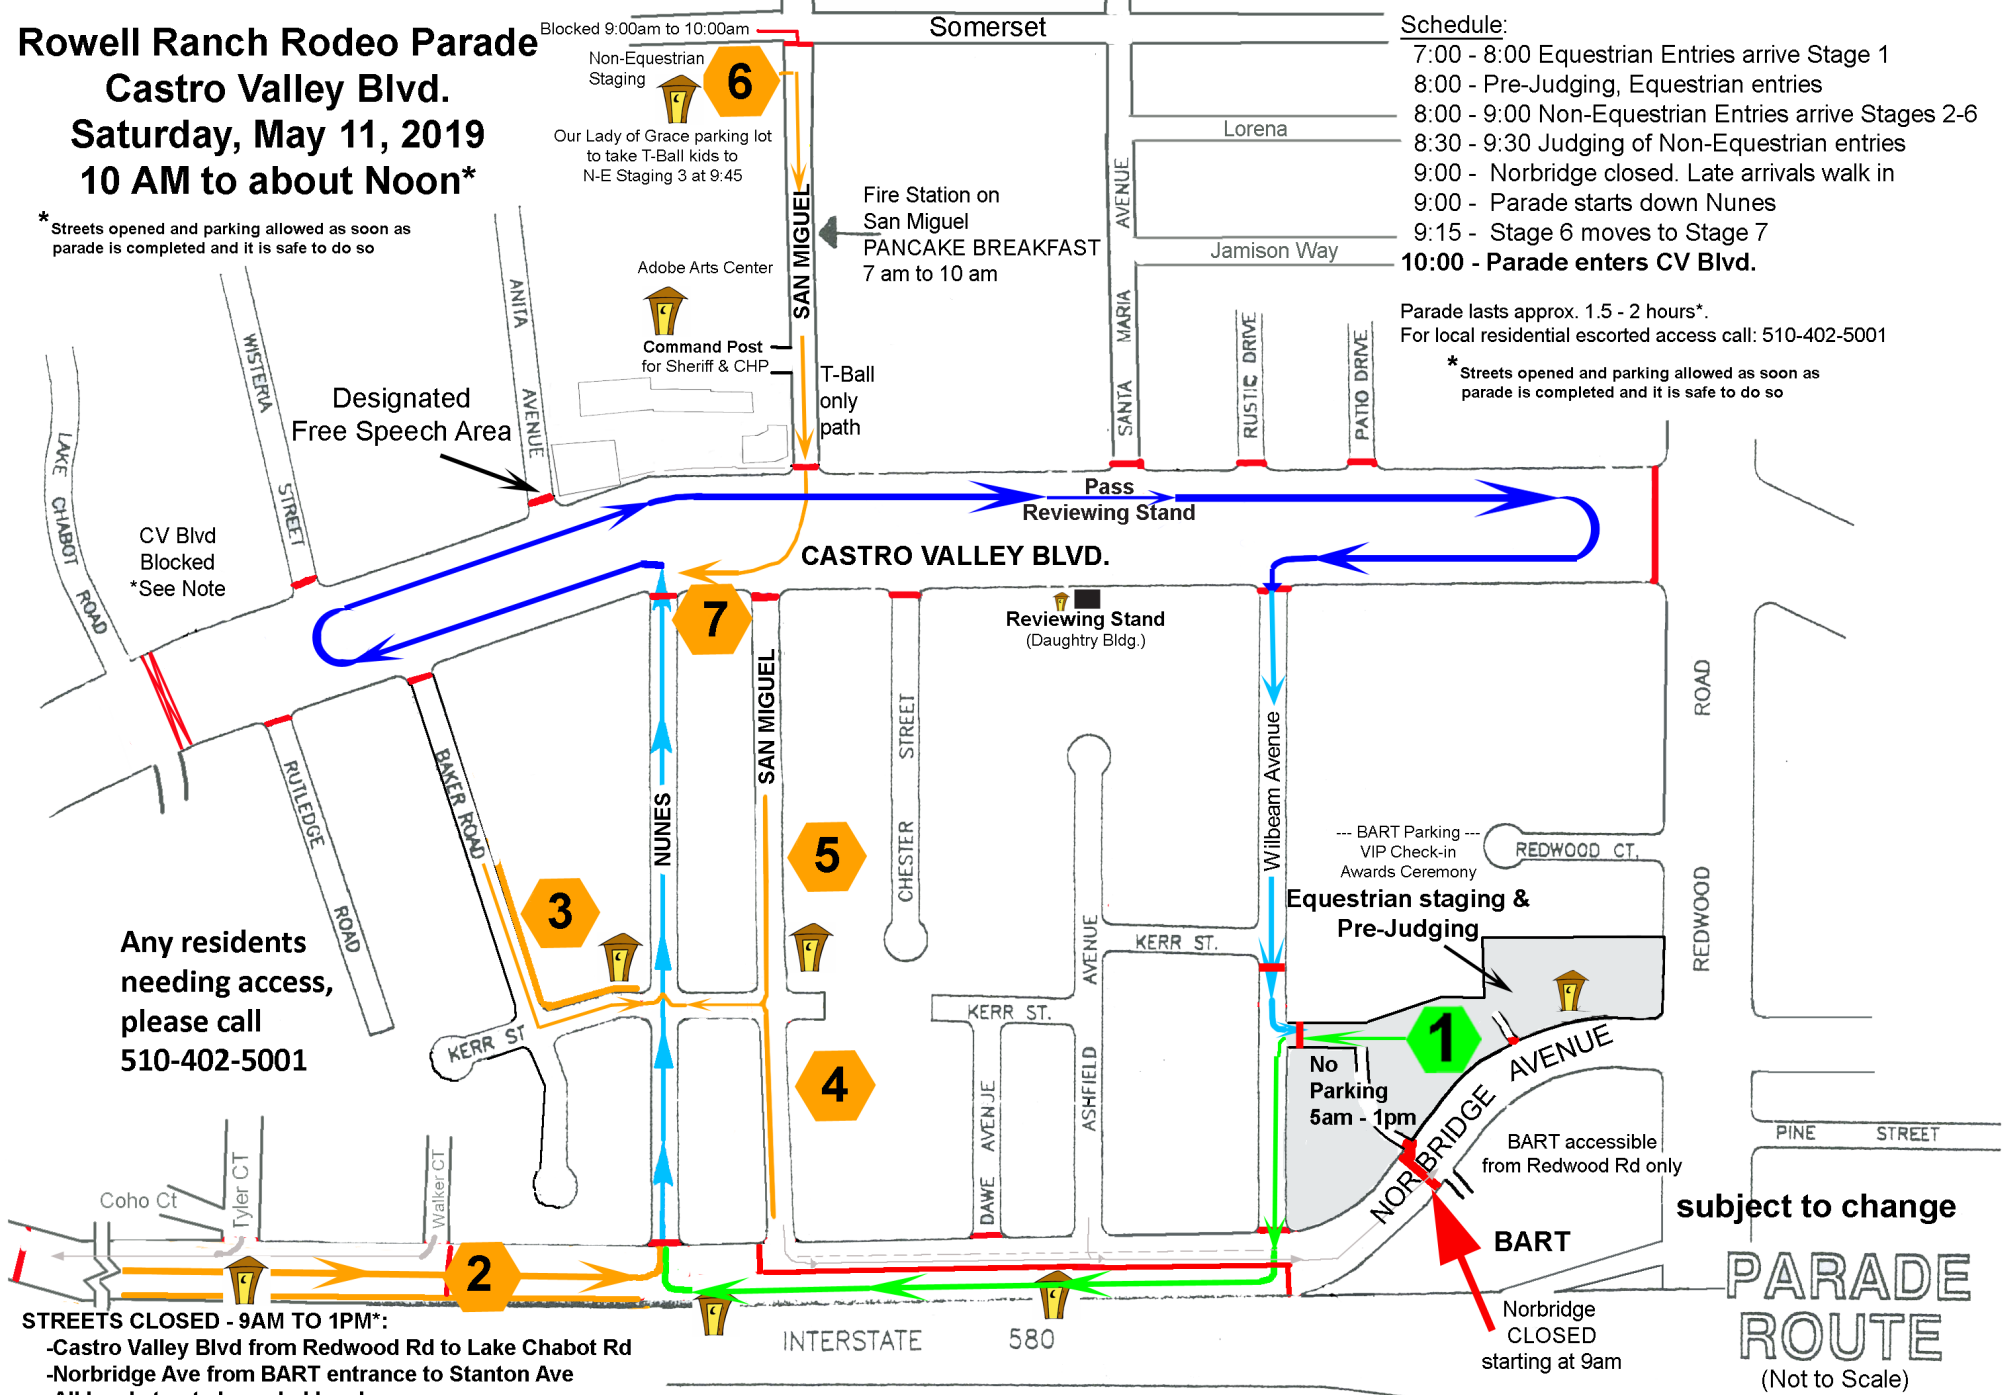 Rowell Ranch Rodeo Parade
Castro Valley Blvd.
Saturday, May 11, 2019
10 AM to about Noon*
*Streets opened and parking allowed as soon as
parade is completed and it is safe to do so
Blocked 9:00am to 10:00am
Somerset
Non-Equestrian
Staging
6
Our Lady of Grace parking lot
to take T-Ball kids to
N-E Staging 3 at 9:45
Schedule:
7:00 - 8:00 Equestrian Entries arrive Stage 1
8:00 - Pre-Judging, Equestrian entries
8:00 - 9:00 Non-Equestrian Entries arrive Stages 2-6
8:30 - 9:30 Judging of Non-Equestrian entries
9:00 - Norbridge closed. Late arrivals walk in
9:00 - Parade starts down Nunes
9:15 - Stage 6 moves to Stage 7
10:00 - Parade enters CV Blvd.
Parade lasts approx. 1.5 - 2 hours*.
For local residential escorted access call: 510-402-5001
*Streets opened and parking allowed as soon as
parade is completed and it is safe to do so
Lorena
Jamison Way
SANTA MARIA AVENUE
RUSTIC DRIVE
PATIO DRIVE
SAN MIGUEL
Fire Station on
San Miguel
PANCAKE BREAKFAST
7 am to 10 am
Adobe Arts Center
Command Post
for Sheriff & CHP
T-Ball
only
path
ANITA AVENUE
WISTERIA STREET
LAKE CHABOT ROAD
Designated
Free Speech Area
CV Blvd
Blocked
*See Note
Pass
Reviewing Stand
CASTRO VALLEY BLVD.
7
Reviewing Stand
(Daughtry Bldg.)
RUTLEDGE ROAD
BAKER ROAD
NUNES
SAN MIGUEL
CHESTER STREET
Wilbeam Avenue
REDWOOD ROAD
5
3
--- BART Parking ---
VIP Check-in
Awards Ceremony
REDWOOD CT.
Equestrian staging &
Pre-Judging
Any residents
needing access,
please call
510-402-5001
KERR ST
KERR ST.
KERR ST.
ASHFIELD AVENUE
DAWE AVENUE
4
1
No
Parking
5am - 1pm
NORBRIDGE AVENUE
BART accessible
from Redwood Rd only
PINE STREET
Coho Ct
Tyler CT
Walker CT
2
BART
subject to change
Norbridge
CLOSED
starting at 9am
INTERSTATE 580
PARADE
ROUTE
(Not to Scale)
STREETS CLOSED - 9AM TO 1PM*:
-Castro Valley Blvd from Redwood Rd to Lake Chabot Rd
-Norbridge Ave from BART entrance to Stanton Ave